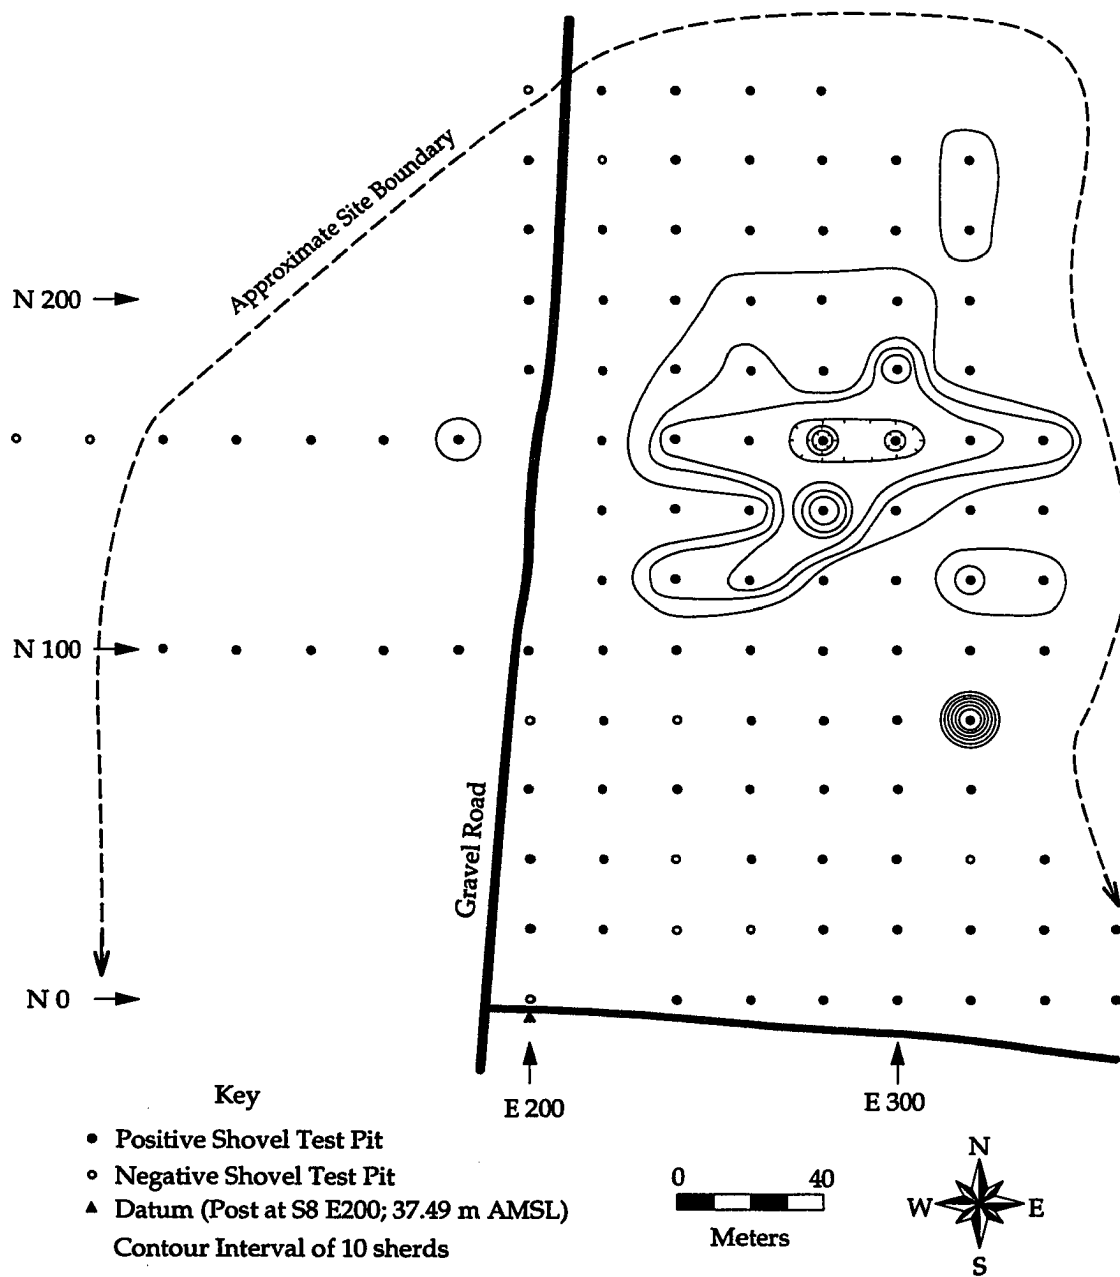 Approximate Site Boundary
N 200
N 100
Gravel Road
N 0
E 200
E 300
Key
Positive Shovel Test Pit
Negative Shovel Test Pit
Datum (Post at S8 E200; 37.49 m AMSL)
Contour Interval of 10 sherds
0 40
Meters
N
W E
S